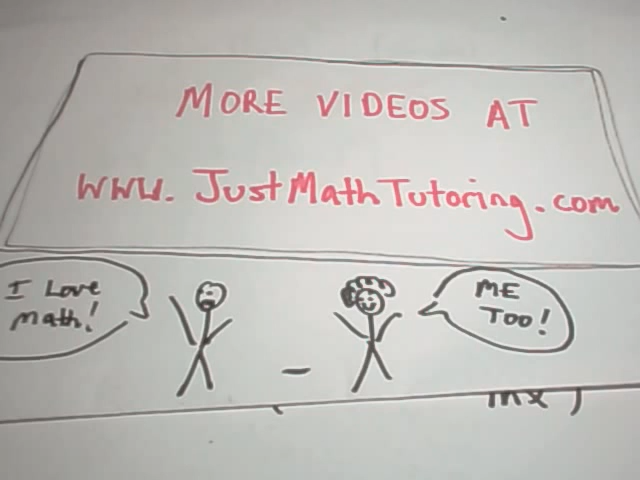 MORE VIDEOS AT
www.JustMathTutoring.com
I Love
Math!
ME
TOO!